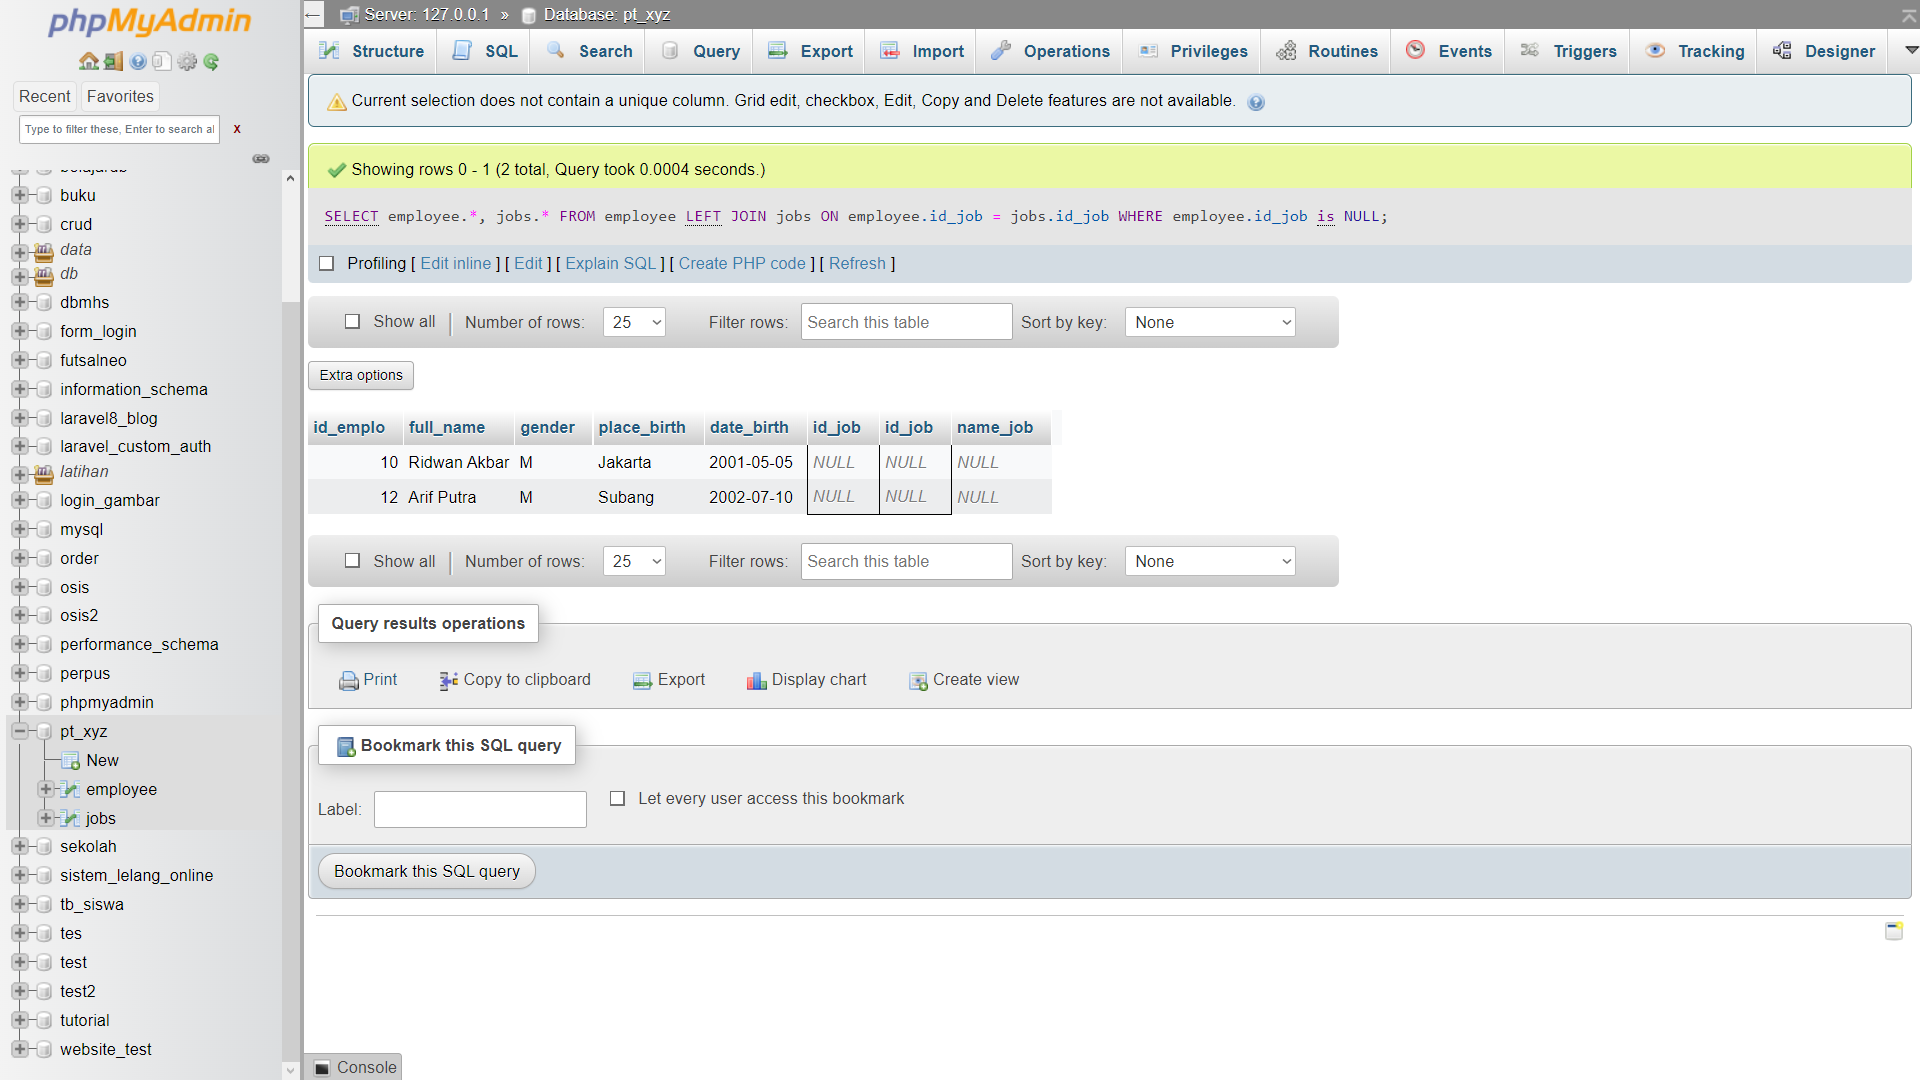 phpMyAdmin
Recent
Favorites
Type to filter these, Enter to search al
X
buku
crud
data
db
dbmhs
form_login
futsalneo
information_schema
laravel8_blog
laravel_custom_auth
latihan
login_gambar
mysql
order
osis
osis2
performance_schema
perpus
phpmyadmin
pt_xyz
New
employee
jobs
sekolah
sistem_lelang_online
tb_siswa
tes
test
test2
tutorial
website_test
Server: 127.0.0.1 » Database: pt_xyz
Structure SQL Search Query Export Import Operations Privileges Routines Events Triggers Tracking Designer
Current selection does not contain a unique column. Grid edit, checkbox, Edit, Copy and Delete features are not available.
Showing rows 0 - 1 (2 total, Query took 0.0004 seconds.)
SELECT employee.*, jobs.* FROM employee LEFT JOIN jobs ON employee.id_job = jobs.id_job WHERE employee.id_job is NULL;
Profiling [ Edit inline ] [ Edit ] [ Explain SQL ] [ Create PHP code ] [ Refresh ]
Show all Number of rows: 25 Filter rows: Search this table Sort by key: None
Extra options
id_emplo full_name gender place_birth date_birth id_job id_job name_job
10 Ridwan Akbar M Jakarta 2001-05-05 NULL NULL NULL
12 Arif Putra M Subang 2002-07-10 NULL NULL NULL
Show all Number of rows: 25 Filter rows: Search this table Sort by key: None
Query results operations
Print Copy to clipboard Export Display chart Create view
Bookmark this SQL query
Label: Let every user access this bookmark
Bookmark this SQL query
Console